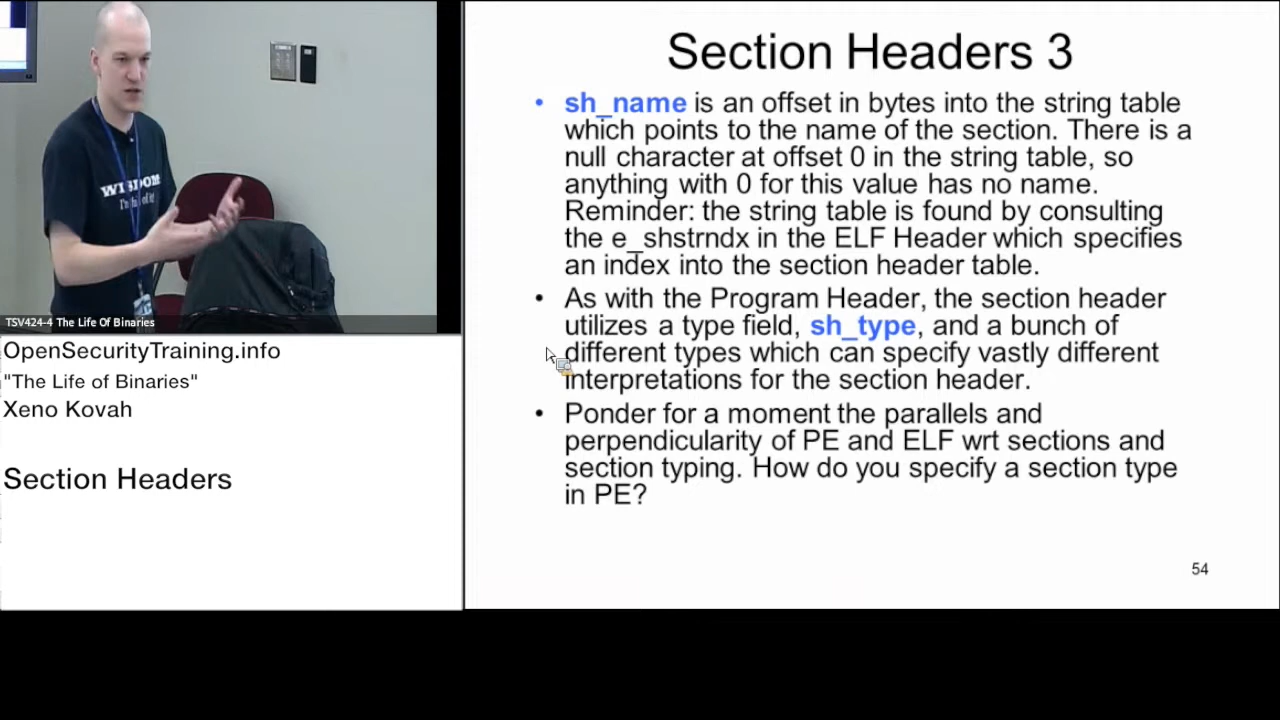 WISDOM
TSV424-4 The Life Of Binaries
OpenSecurityTraining.info
"The Life of Binaries"
Xeno Kovah
Section Headers
Section Headers 3
• sh_name is an offset in bytes into the string table
which points to the name of the section. There is a
null character at offset 0 in the string table, so
anything with 0 for this value has no name.
Reminder: the string table is found by consulting
the e_shstrndx in the ELF Header which specifies
an index into the section header table.
• As with the Program Header, the section header
utilizes a type field, sh_type, and a bunch of
different types which can specify vastly different
interpretations for the section header.
• Ponder for a moment the parallels and
perpendicularity of PE and ELF wrt sections and
section typing. How do you specify a section type
in PE?
54